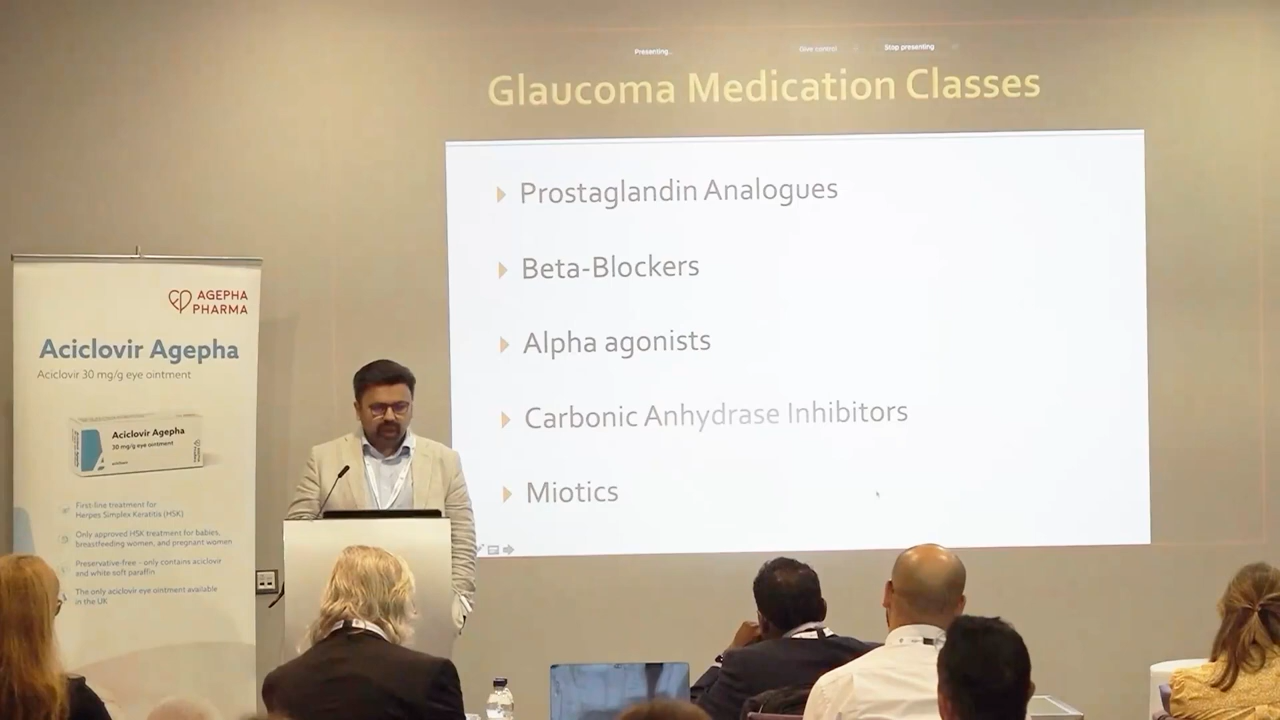 Presenting...
Give control
Stop presenting
Glaucoma Medication Classes
Prostaglandin Analogues
Beta-Blockers
Alpha agonists
Carbonic Anhydrase Inhibitors
Miotics
AGEPHA
PHARMA
Aciclovir Agepha
Aciclovir 30 mg/g eye ointment
Aciclovir Agepha
30 mg/g eye ointment
First-line treatment for
Herpes Simplex Keratitis (HSK)
Only approved HSK treatment for babies,
breastfeeding women, and pregnant women
Preservative-free – only contains aciclovir
and white soft paraffin
The only aciclovir eye ointment available
in the UK